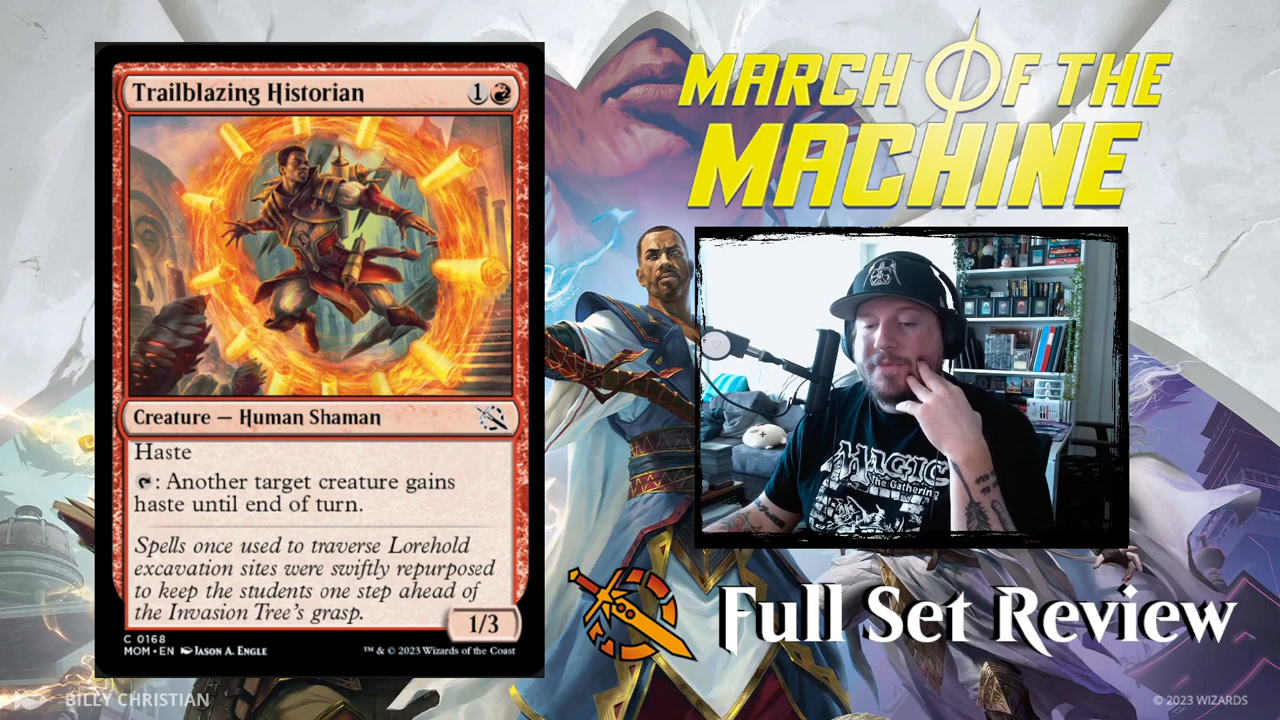 Trailblazing Historian 1
Creature — Human Shaman
Haste
: Another target creature gains
haste until end of turn.
Spells once used to traverse Lorehold
excavation sites were swiftly repurposed
to keep the students one step ahead of
the Invasion Tree's grasp.
1/3
C 0168
MOM • EN JASON A. ENGLE
™ & © 2023 Wizards of the Coast
BILLY CHRISTIAN
MARCH OF THE
MACHINE
MAGIC
The Gathering
Full Set Review
© 2023 WIZARDS